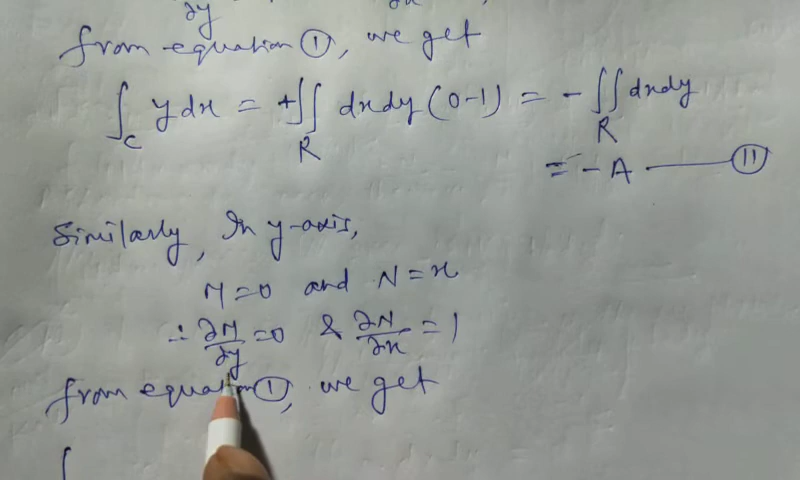 ∂y
from equation ①, we get
∫_C y dx = +∬_R dx dy (0-1) = - ∬_R dx dy
= - A —— ⑪
Similarly, In y-axis,
M=0 and N=x
∴ ∂M/∂y = 0 & ∂N/∂x = 1
from equation ①, we get
∫